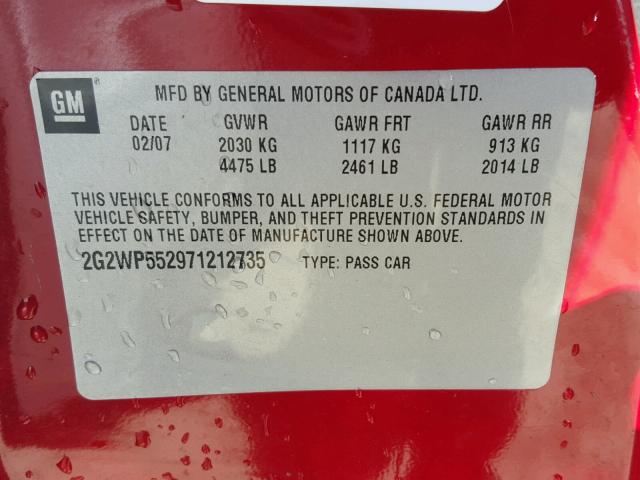 GM ®
MFD BY GENERAL MOTORS OF CANADA LTD.
DATE GVWR GAWR FRT GAWR RR
02/07 2030 KG 1117 KG 913 KG
4475 LB 2461 LB 2014 LB
THIS VEHICLE CONFORMS TO ALL APPLICABLE U.S. FEDERAL MOTOR
VEHICLE SAFETY, BUMPER, AND THEFT PREVENTION STANDARDS IN
EFFECT ON THE DATE OF MANUFACTURE SHOWN ABOVE.
2G2WP552971212735 TYPE: PASS CAR